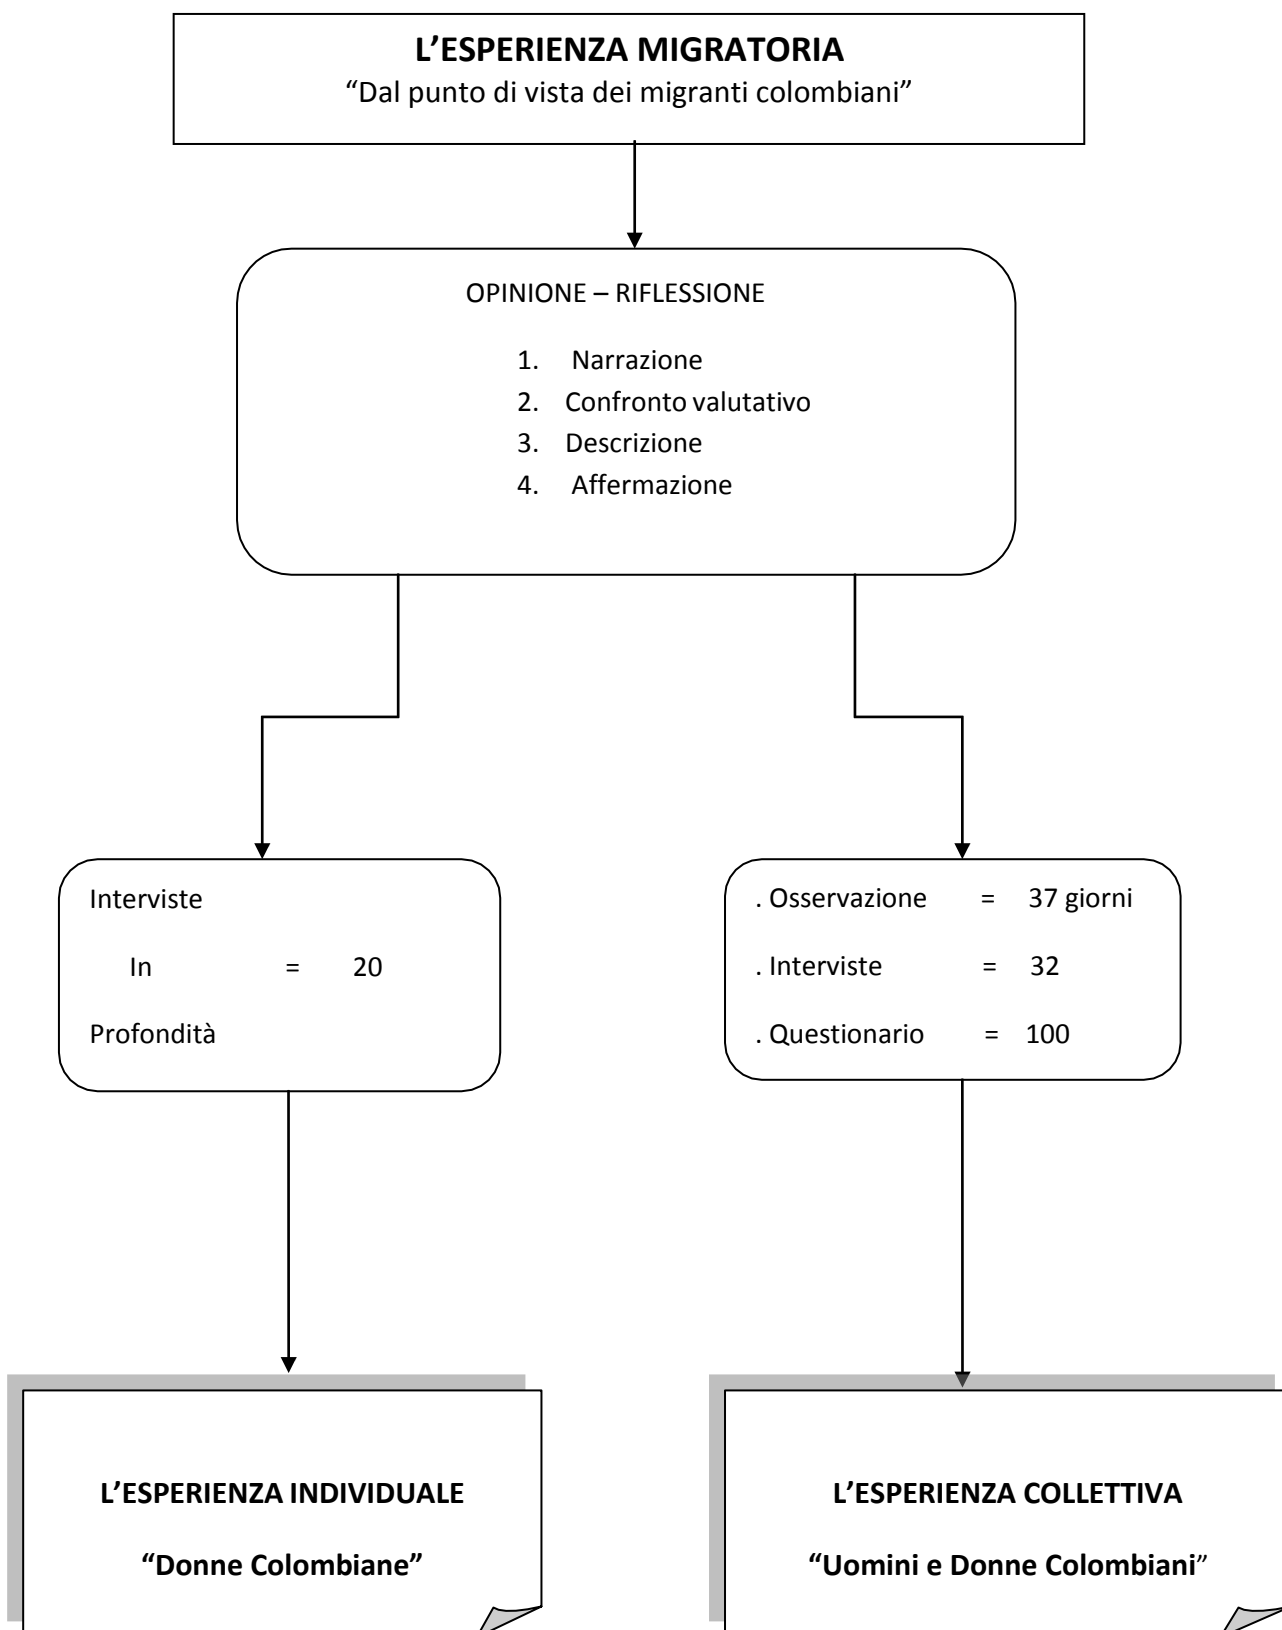 L’ESPERIENZA MIGRATORIA
“Dal punto di vista dei migranti colombiani”
OPINIONE – RIFLESSIONE
1. Narrazione
2. Confronto valutativo
3. Descrizione
4. Affermazione
Interviste
In = 20
Profondità
. Osservazione = 37 giorni
. Interviste = 32
. Questionario = 100
L’ESPERIENZA INDIVIDUALE
“Donne Colombiane”
L’ESPERIENZA COLLETTIVA
“Uomini e Donne Colombiani”